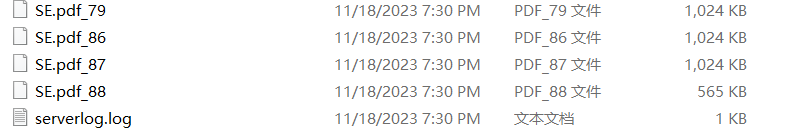 SE.pdf_79 11/18/2023 7:30 PM PDF_79 文件 1,024 KB
SE.pdf_86 11/18/2023 7:30 PM PDF_86 文件 1,024 KB
SE.pdf_87 11/18/2023 7:30 PM PDF_87 文件 1,024 KB
SE.pdf_88 11/18/2023 7:30 PM PDF_88 文件 565 KB
serverlog.log 11/18/2023 7:30 PM 文本文档 1 KB